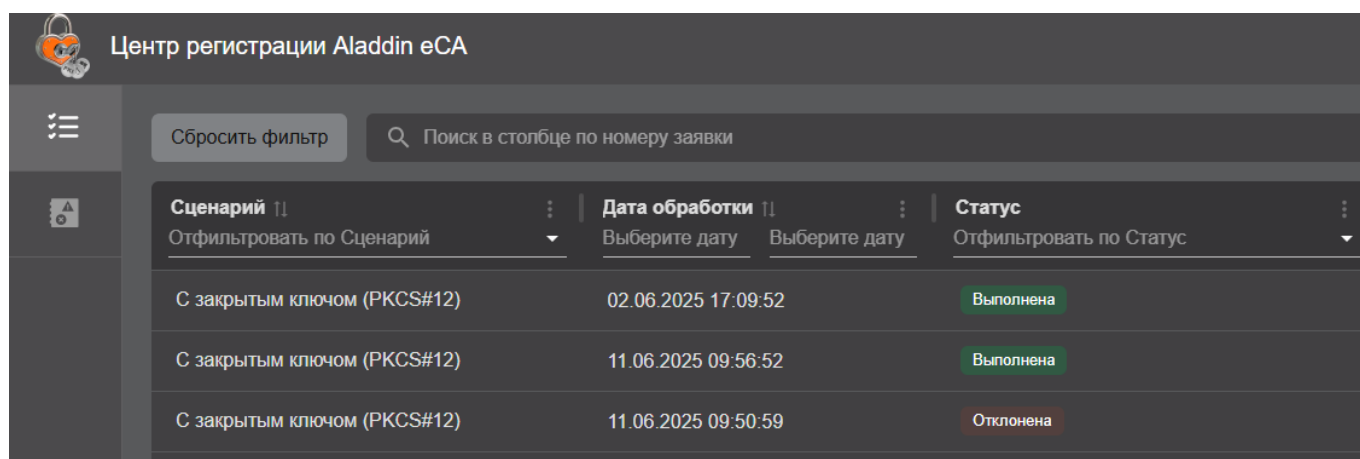 Центр регистрации Aladdin eCA
Сбросить фильтр Поиск в столбце по номеру заявки
Сценарий Дата обработки Статус
Отфильтровать по Сценарий Выберите дату Выберите дату Отфильтровать по Статус
С закрытым ключом (PKCS#12) 02.06.2025 17:09:52 Выполнена
С закрытым ключом (PKCS#12) 11.06.2025 09:56:52 Выполнена
С закрытым ключом (PKCS#12) 11.06.2025 09:50:59 Отклонена